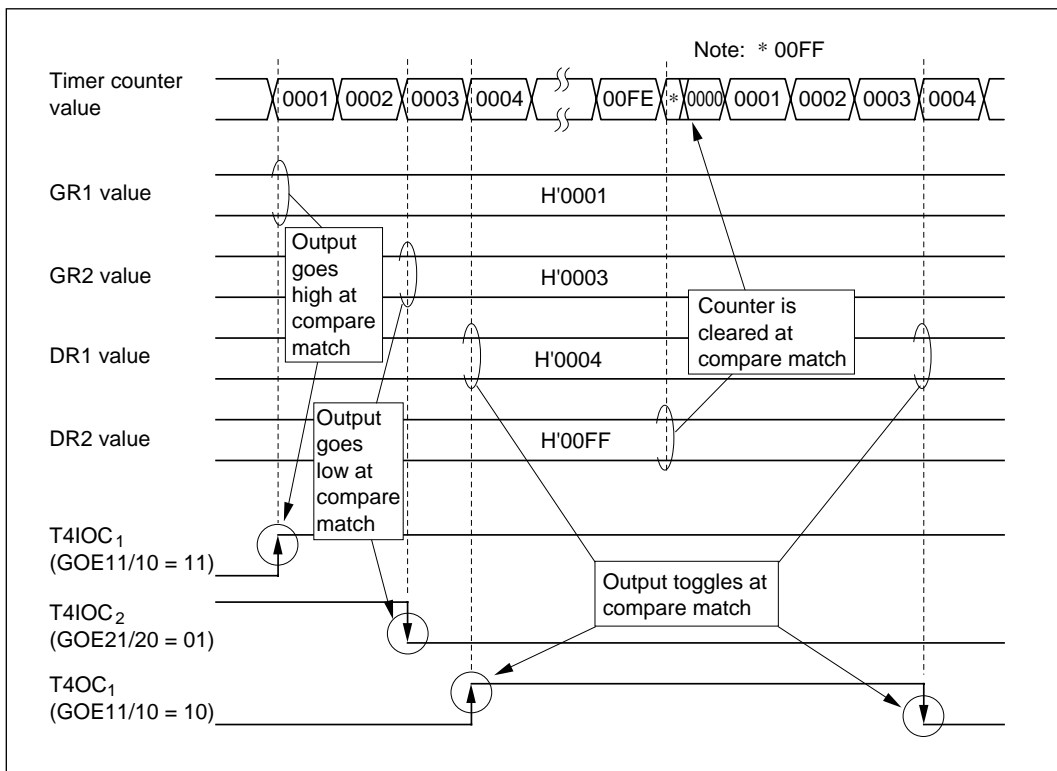 Note: * 00FF
Timer counter
value
0001 0002 0003 0004 00FE * 0000 0001 0002 0003 0004
GR1 value
H'0001
Output
goes
high at
compare
match
GR2 value
H'0003
Counter is
cleared at
compare match
DR1 value
H'0004
Output
goes
low at
compare
match
DR2 value
H'00FF
T4IOC1
(GOE11/10 = 11)
Output toggles at
compare match
T4IOC2
(GOE21/20 = 01)
T4OC1
(GOE11/10 = 10)